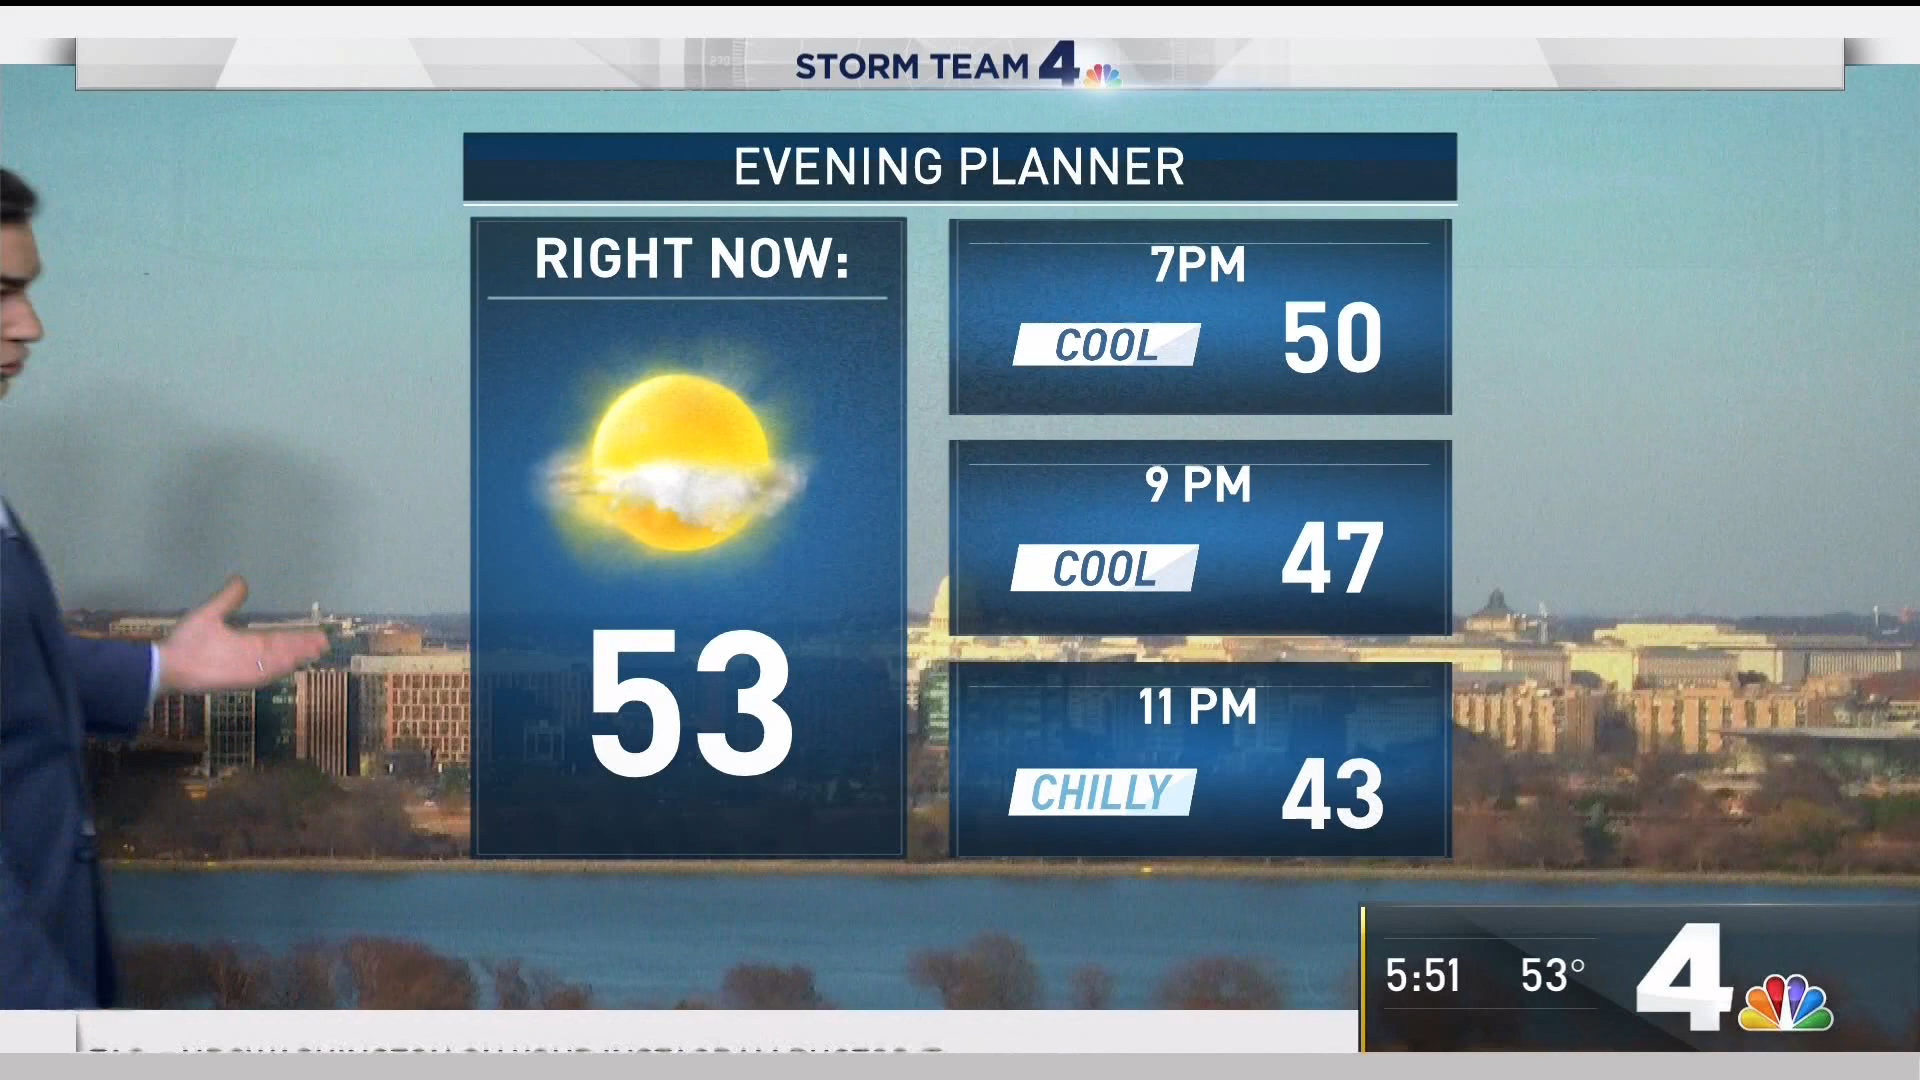 STORM TEAM 4
EVENING PLANNER
RIGHT NOW:
53
7PM
COOL 50
9 PM
COOL 47
11 PM
CHILLY 43
5:51 53° 4